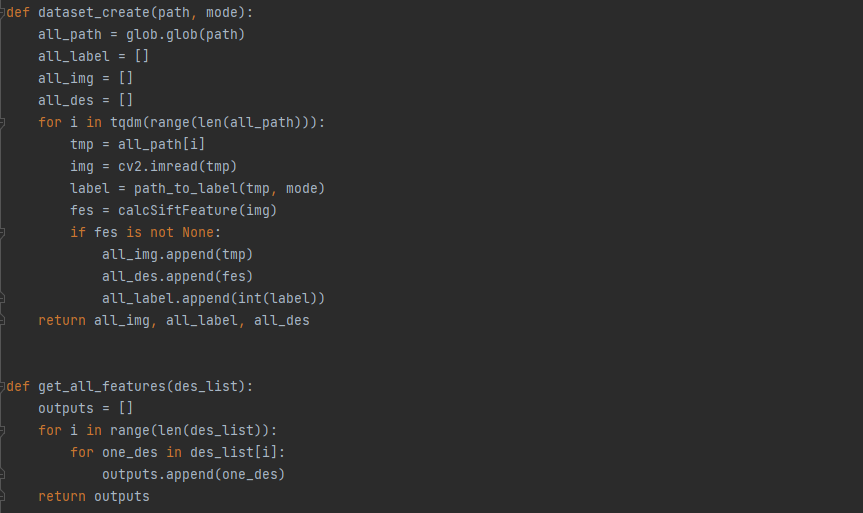 def dataset_create(path, mode):
    all_path = glob.glob(path)
    all_label = []
    all_img = []
    all_des = []
    for i in tqdm(range(len(all_path))):
        tmp = all_path[i]
        img = cv2.imread(tmp)
        label = path_to_label(tmp, mode)
        fes = calcSiftFeature(img)
        if fes is not None:
            all_img.append(tmp)
            all_des.append(fes)
            all_label.append(int(label))
    return all_img, all_label, all_des
def get_all_features(des_list):
    outputs = []
    for i in range(len(des_list)):
        for one_des in des_list[i]:
            outputs.append(one_des)
    return outputs